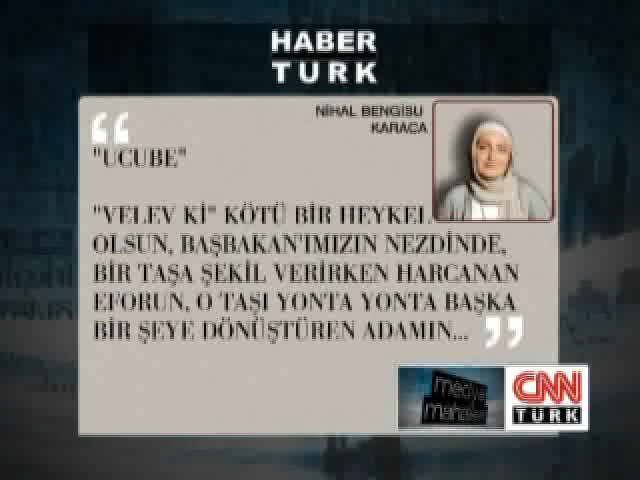 HABER
TURK
NİHAL BENGİSU
KARACA
"UCUBE"
"VELEV Kİ" KÖTÜ BİR HEYKEL
OLSUN, BAŞBAKAN'IMIZIN NEZDİNDE,
BİR TAŞA ŞEKİL VERİRKEN HARCANAN
EFORUN, O TAŞI YONTA YONTA BAŞKA
BİR ŞEYE DÖNÜŞTÜREN ADAMIN...
medya
CNN
TÜRK